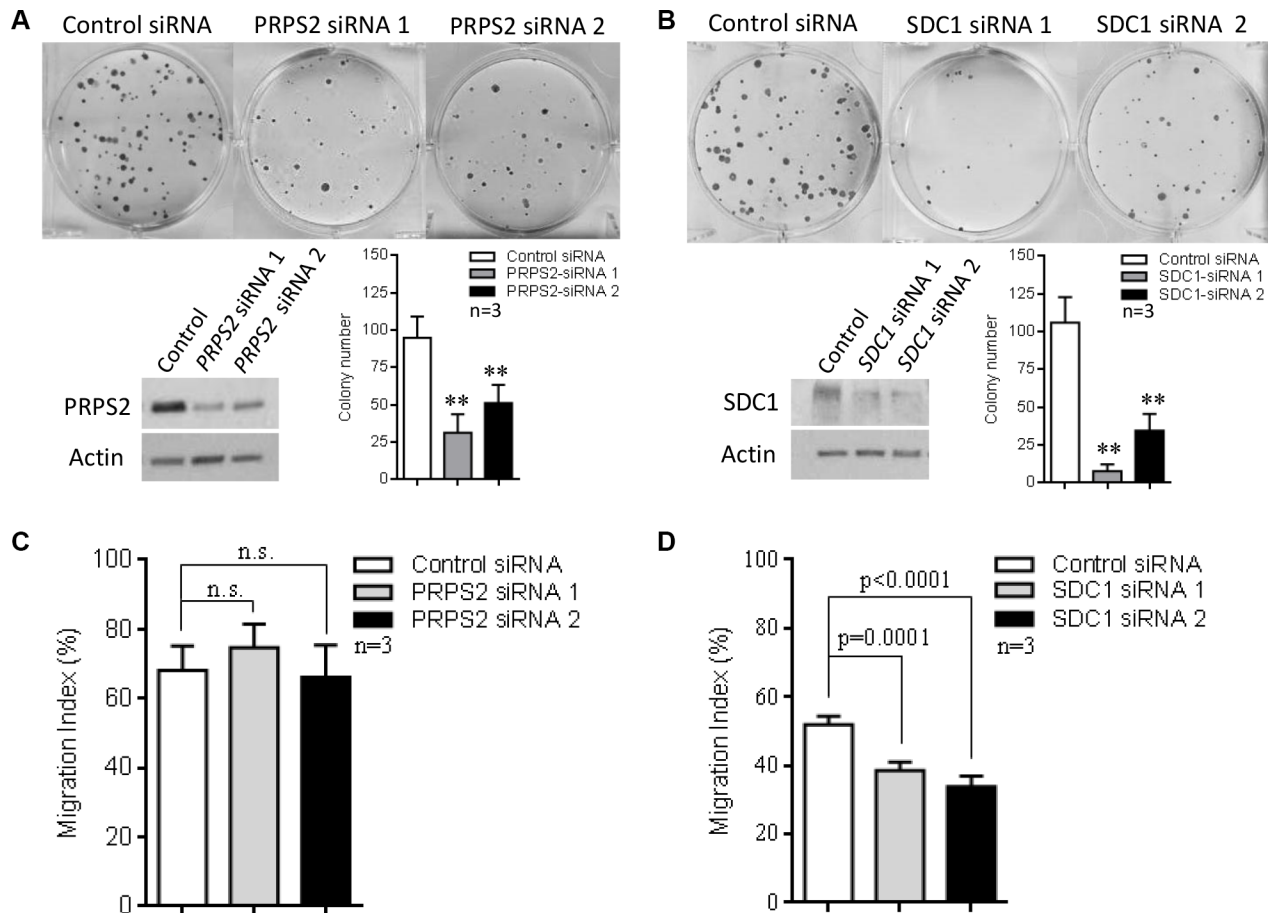 A
Control siRNA
PRPS2 siRNA 1
PRPS2 siRNA 2
Control
PRPS2 siRNA 1
PRPS2 siRNA 2
PRPS2
Actin
Colony number
150
125
100
75
50
25
0
Control siRNA
PRPS2-siRNA 1
PRPS2-siRNA 2
n=3
**
**
B
Control siRNA
SDC1 siRNA 1
SDC1 siRNA 2
Control
SDC1 siRNA 1
SDC1 siRNA 2
SDC1
Actin
Colony number
150
125
100
75
50
25
0
Control siRNA
SDC1-siRNA 1
SDC1-siRNA 2
n=3
**
**
C
Migration Index (%)
100
80
60
40
20
0
n.s.
n.s.
Control siRNA
PRPS2 siRNA 1
PRPS2 siRNA 2
n=3
D
Migration Index (%)
100
80
60
40
20
0
p<0.0001
p=0.0001
Control siRNA
SDC1 siRNA 1
SDC1 siRNA 2
n=3